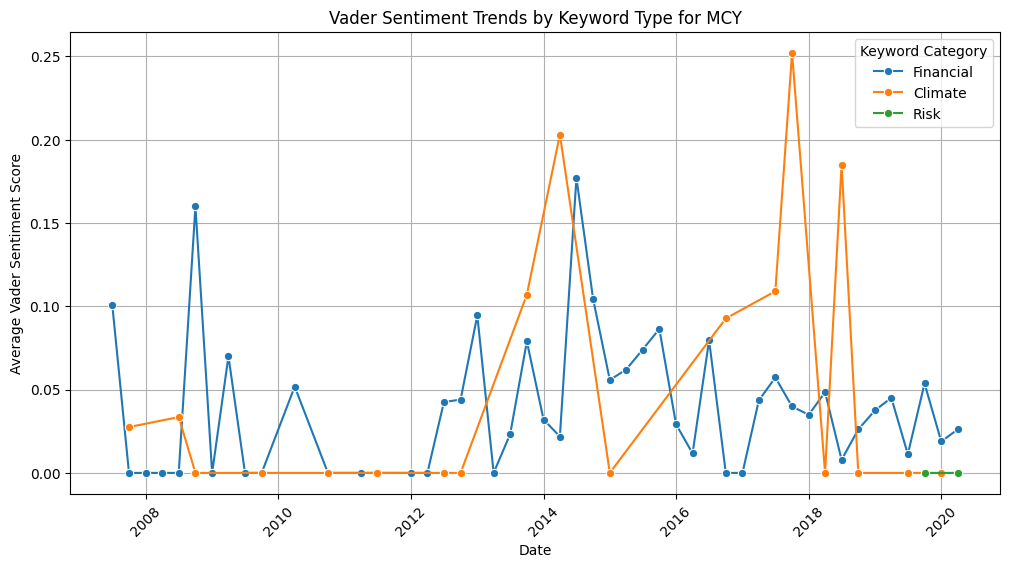 Vader Sentiment Trends by Keyword Type for MCY
Keyword Category
Financial
Climate
Risk
Average Vader Sentiment Score
0.25
0.20
0.15
0.10
0.05
0.00
2008
2010
2012
2014
2016
2018
2020
Date